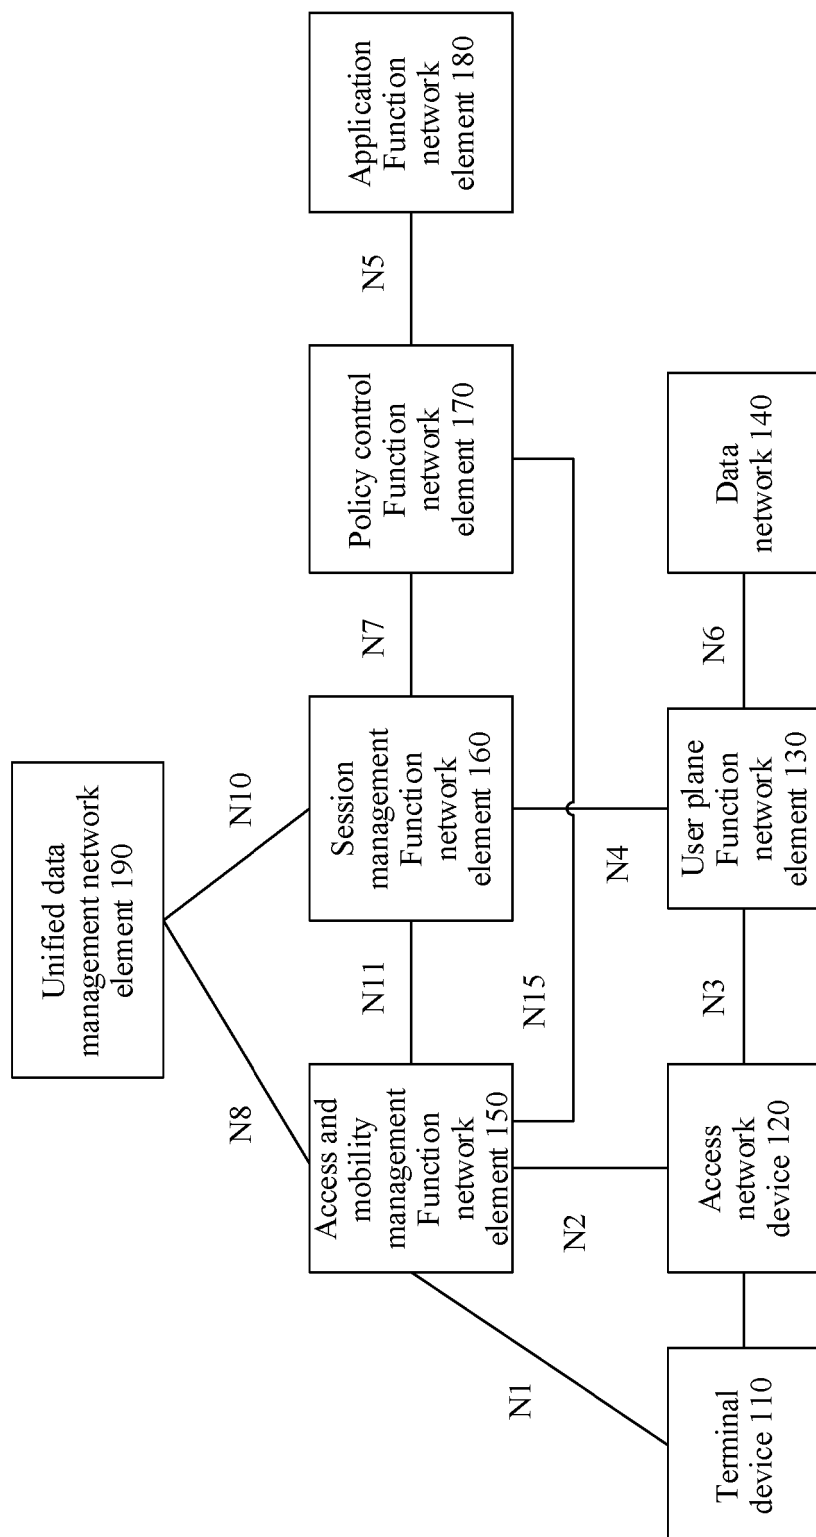 Unified data
management network
element 190
N8
N10
Access and
mobility
management
Function
network
element 150
N11
Session
management
Function
network
element 160
N7
Policy control
Function
network
element 170
N5
Application
Function
network
element 180
N1
N2
N15
N4
Terminal
device 110
Access
network
device 120
N3
User plane
Function
network
element 130
N6
Data
network 140